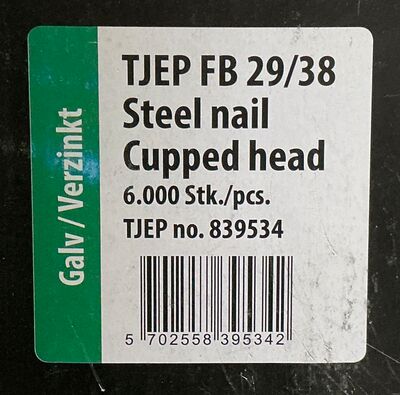 Galv / Verzinkt
TJEP FB 29/38
Steel nail
Cupped head
6.000 Stk./pcs.
TJEP no. 839534
5 702558 395342